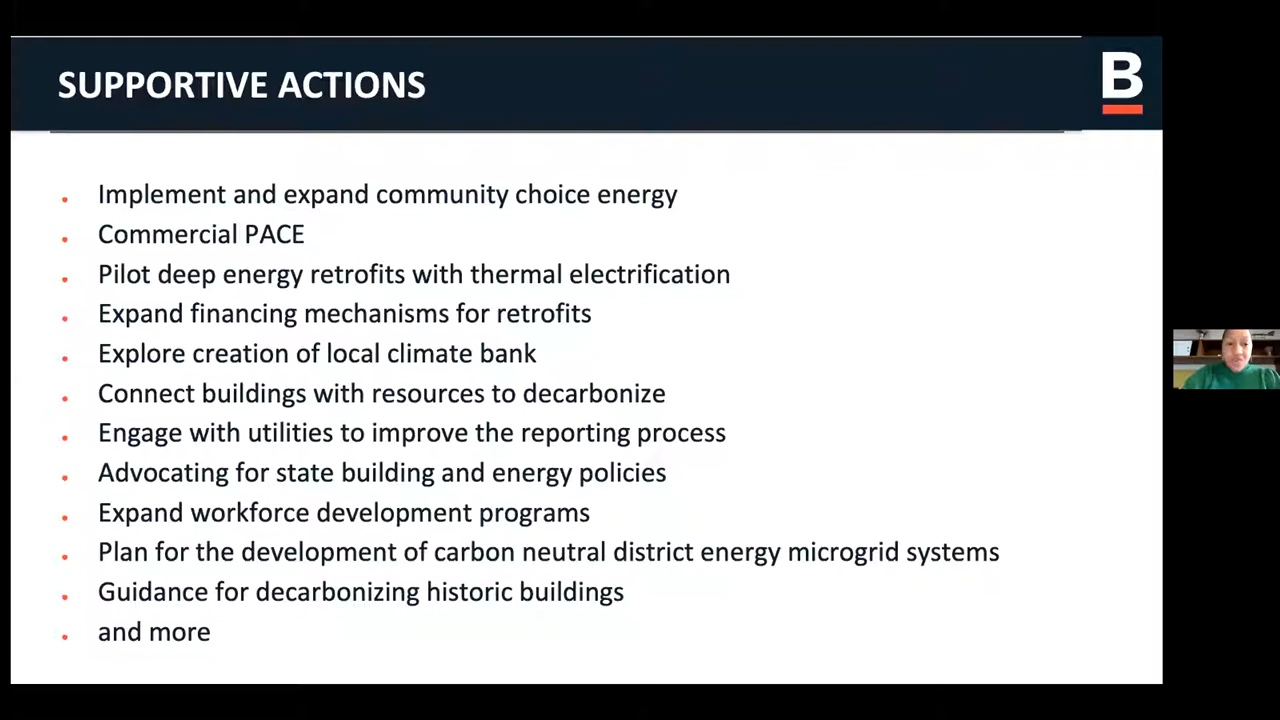 SUPPORTIVE ACTIONS
B
Implement and expand community choice energy
Commercial PACE
Pilot deep energy retrofits with thermal electrification
Expand financing mechanisms for retrofits
Explore creation of local climate bank
Connect buildings with resources to decarbonize
Engage with utilities to improve the reporting process
Advocating for state building and energy policies
Expand workforce development programs
Plan for the development of carbon neutral district energy microgrid systems
Guidance for decarbonizing historic buildings
and more